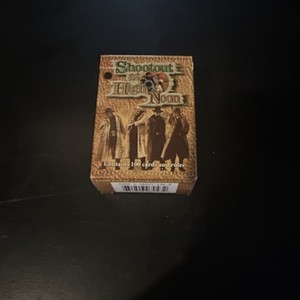 Shootout
at
High
Noon
Contains 100 cards and rules